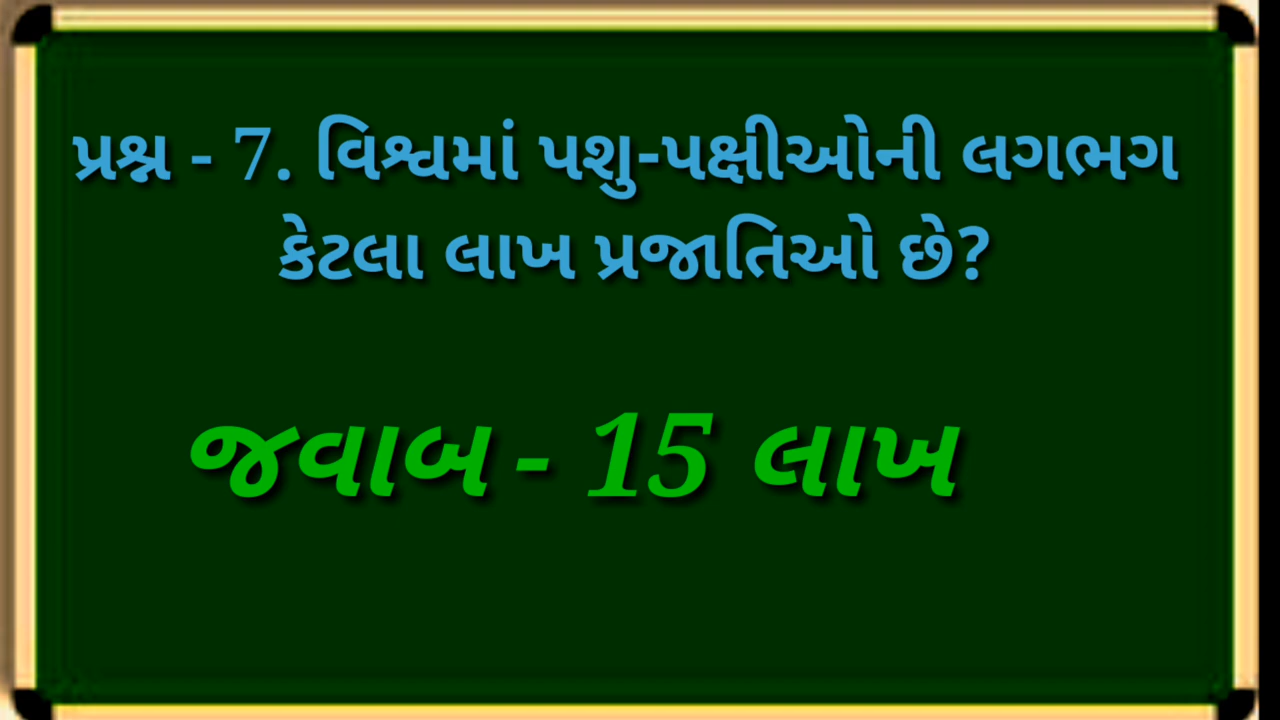 પ્રશ્ન - 7. વિશ્વમાં પશુ-પક્ષીઓની લગભગ
કેટલા લાખ પ્રજાતિઓ છે?
જવાબ - 15 લાખ